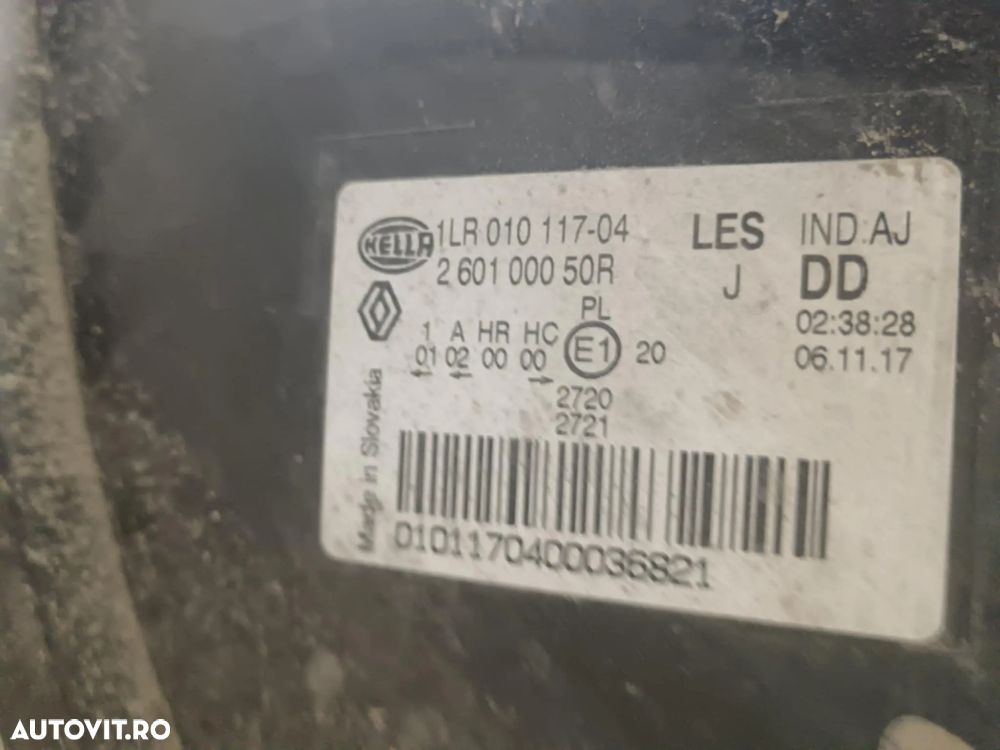 HELLA 1LR 010 117-04 LES IND:AJ
2 601 000 50R J DD
PL 02:38:28
1 A HR HC E1 20 06.11.17
01 02 00 00
2720
2721
Made in Slovakia
0101170400036821
AUTOVIT.RO